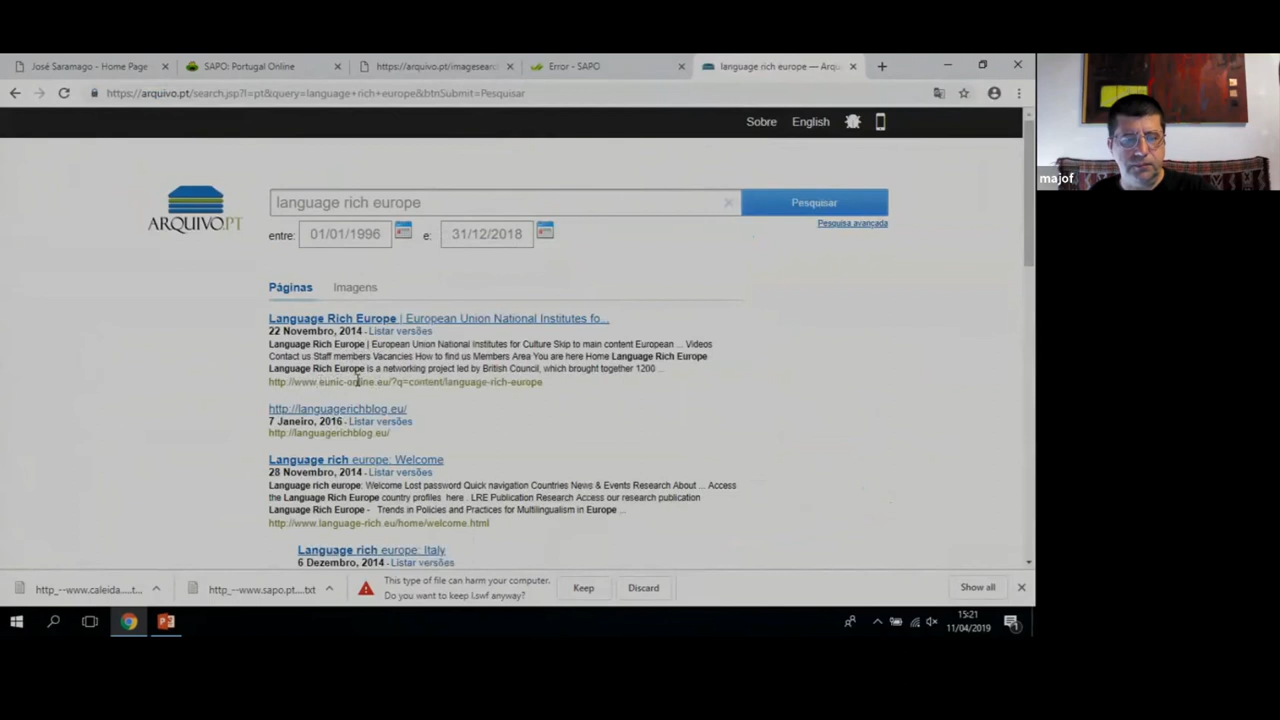 José Saramago - Home Page
SAPO: Portugal Online
https://arquivo.pt/imagesearc
Error - SAPO
language rich europe — Arqu
https://arquivo.pt/search.jsp?l=pt&query=language+rich+europe&btnSubmit=Pesquisar
Sobre English
majof
ARQUIVO.PT
language rich europe
Pesquisar
Pesquisa avançada
entre: 01/01/1996 e: 31/12/2018
Páginas Imagens
Language Rich Europe | European Union National Institutes fo...
22 Novembro, 2014 - Listar versões
Language Rich Europe | European Union National Institutes for Culture Skip to main content European ... Videos
Contact us Staff members Vacancies How to find us Members Area You are here Home Language Rich Europe
Language Rich Europe is a networking project led by British Council, which brought together 1200 ...
http://www.eunic-online.eu/?q=content/language-rich-europe
http://languagerichblog.eu/
7 Janeiro, 2016 - Listar versões
http://languagerichblog.eu/
Language rich europe: Welcome
28 Novembro, 2014 - Listar versões
Language rich europe: Welcome Lost password Quick navigation Countries News & Events Research About ... Access
the Language Rich Europe country profiles here . LRE Publication Research Access our research publication
Language Rich Europe - Trends in Policies and Practices for Multilingualism in Europe ...
http://www.language-rich.eu/home/welcome.html
Language rich europe: Italy
6 Dezembro, 2014 - Listar versões
http_--www.caleida.....t...
http_--www.sapo.pt....txt
This type of file can harm your computer.
Do you want to keep l.swf anyway?
Keep
Discard
Show all
15:21
11/04/2019
1